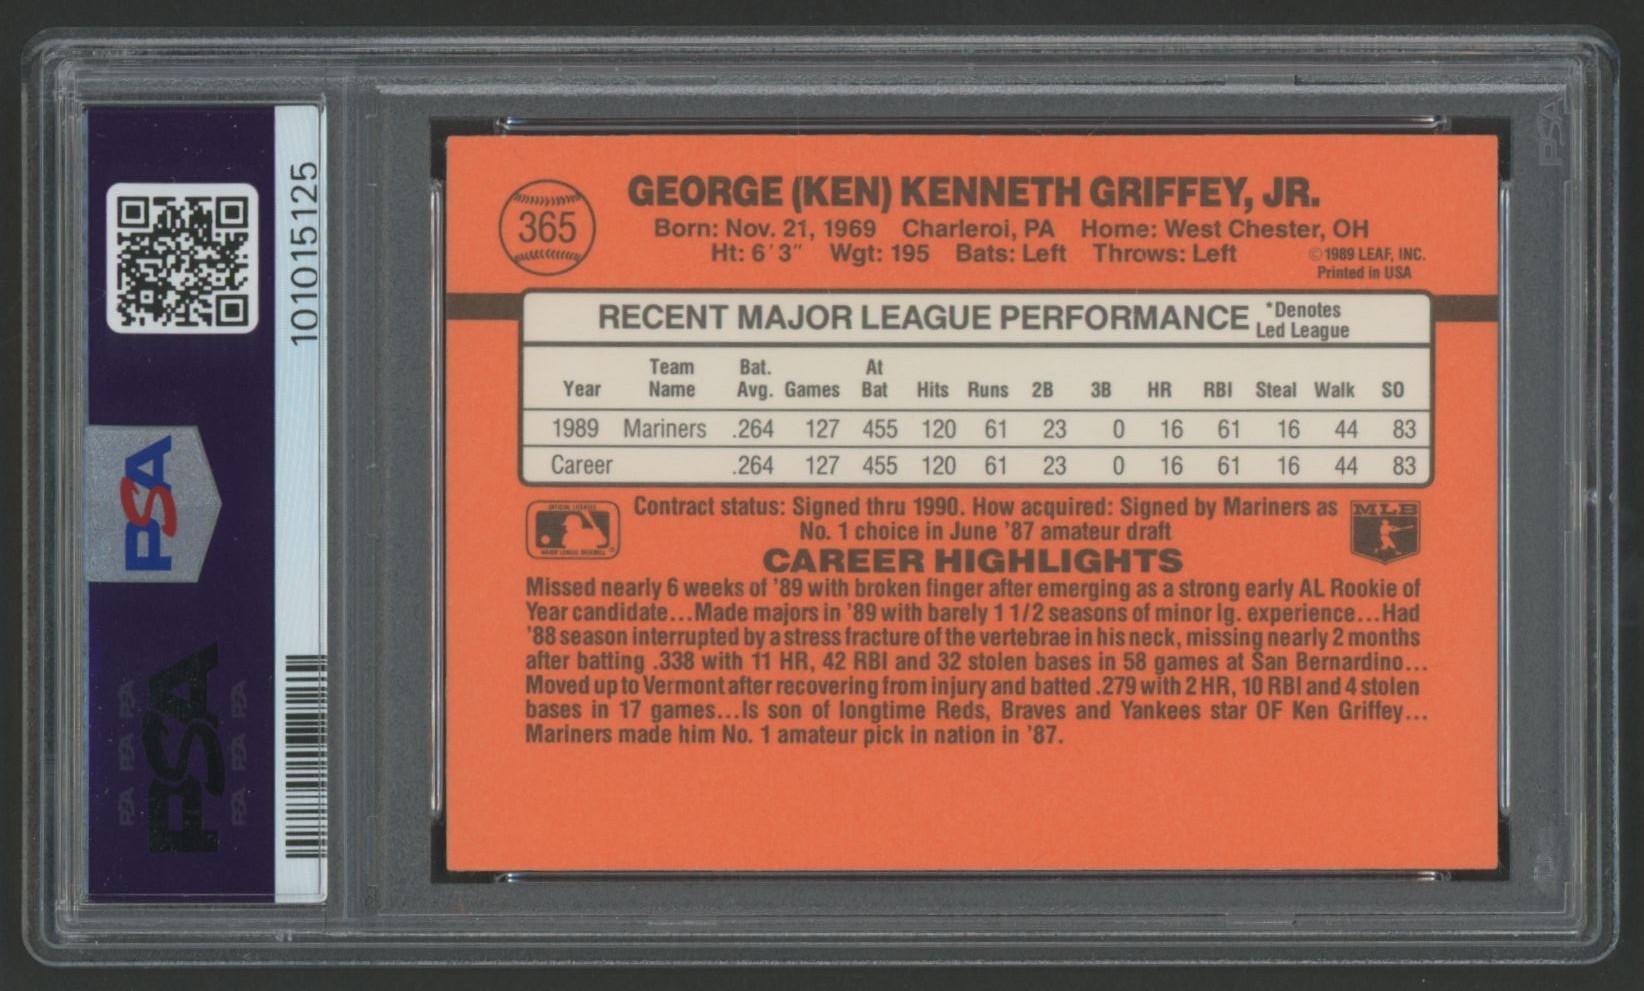 101015125
PSA
PSA
PSA PSA PSA
PSA PSA PSA
PSA
365
GEORGE (KEN) KENNETH GRIFFEY, JR.
Born: Nov. 21, 1969 Charleroi, PA Home: West Chester, OH
Ht: 6'3" Wgt: 195 Bats: Left Throws: Left
©1989 LEAF, INC.
Printed in USA
RECENT MAJOR LEAGUE PERFORMANCE *Denotes Led League
Year Team Name Bat. Avg. Games At Bat Hits Runs 2B 3B HR RBI Steal Walk SO
1989 Mariners .264 127 455 120 61 23 0 16 61 16 44 83
Career .264 127 455 120 61 23 0 16 61 16 44 83
Contract status: Signed thru 1990. How acquired: Signed by Mariners as
No. 1 choice in June '87 amateur draft
MLB
CAREER HIGHLIGHTS
Missed nearly 6 weeks of '89 with broken finger after emerging as a strong early AL Rookie of
Year candidate...Made majors in '89 with barely 1 1/2 seasons of minor lg. experience...Had
'88 season interrupted by a stress fracture of the vertebrae in his neck, missing nearly 2 months
after batting .338 with 11 HR, 42 RBI and 32 stolen bases in 58 games at San Bernardino...
Moved up to Vermont after recovering from injury and batted .279 with 2 HR, 10 RBI and 4 stolen
bases in 17 games...Is son of longtime Reds, Braves and Yankees star OF Ken Griffey...
Mariners made him No. 1 amateur pick in nation in '87.